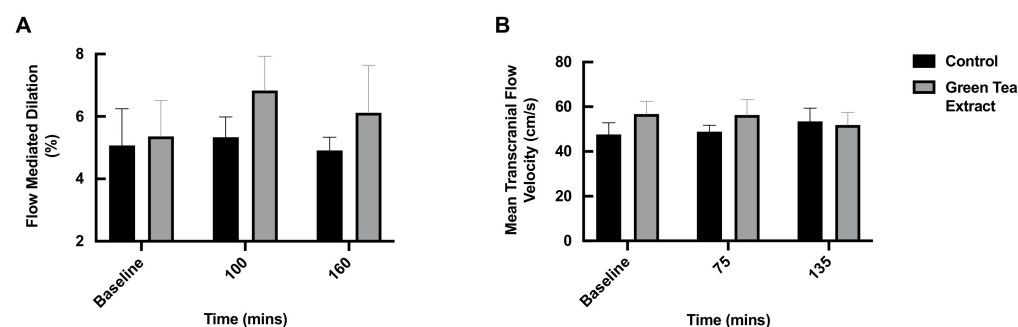 A
Flow Mediated Dilation
(%)
8
6
4
2
Baseline
100
160
Time (mins)
B
Mean Transcranial Flow
Velocity (cm/s)
80
60
40
20
0
Baseline
75
135
Time (mins)
Control
Green Tea
Extract